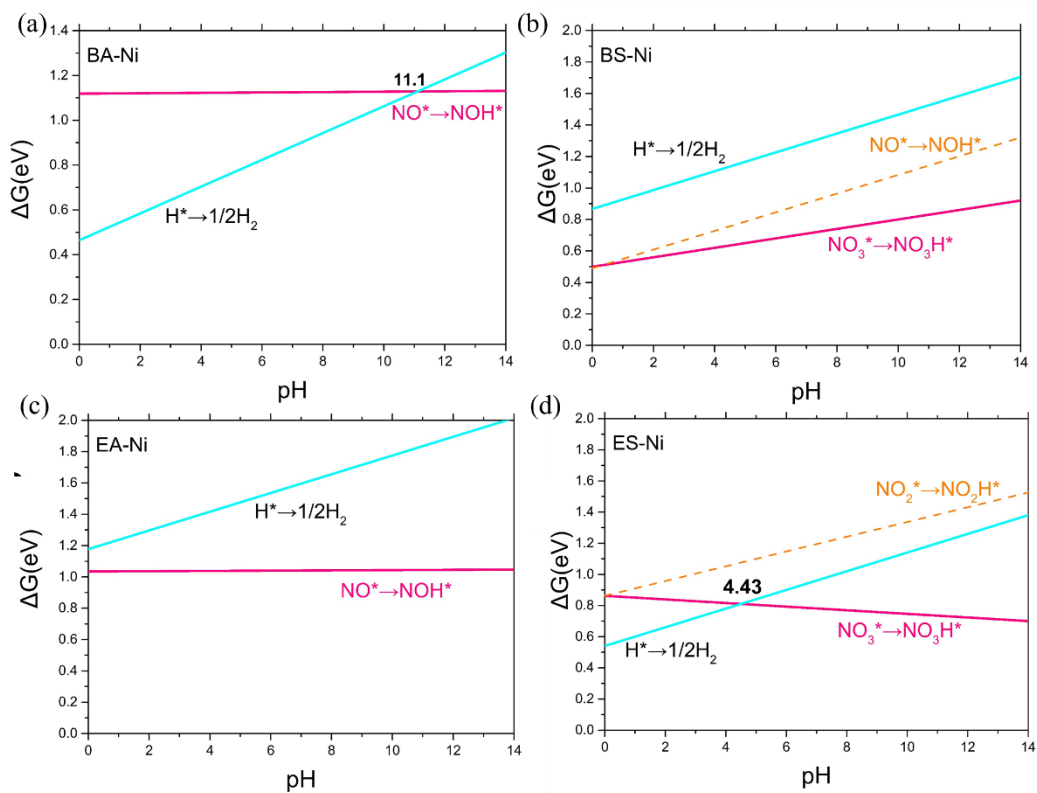 (a)
BA-Ni
1.4
1.2
1.0
0.8
0.6
0.4
0.2
0.0
ΔG(eV)
11.1
NO*→NOH*
H*→1/2H₂
0 2 4 6 8 10 12 14
pH
(b)
BS-Ni
2.0
1.8
1.6
1.4
1.2
1.0
0.8
0.6
0.4
0.2
0.0
ΔG(eV)
H*→1/2H₂
NO*→NOH*
NO₃*→NO₃H*
0 2 4 6 8 10 12 14
pH
(c)
EA-Ni
2.0
1.8
1.6
1.4
1.2
1.0
0.8
0.6
0.4
0.2
0.0
,
ΔG(eV)
H*→1/2H₂
NO*→NOH*
0 2 4 6 8 10 12 14
pH
(d)
ES-Ni
2.0
1.8
1.6
1.4
1.2
1.0
0.8
0.6
0.4
0.2
0.0
ΔG(eV)
NO₂*→NO₂H*
4.43
NO₃*→NO₃H*
H*→1/2H₂
0 2 4 6 8 10 12 14
pH